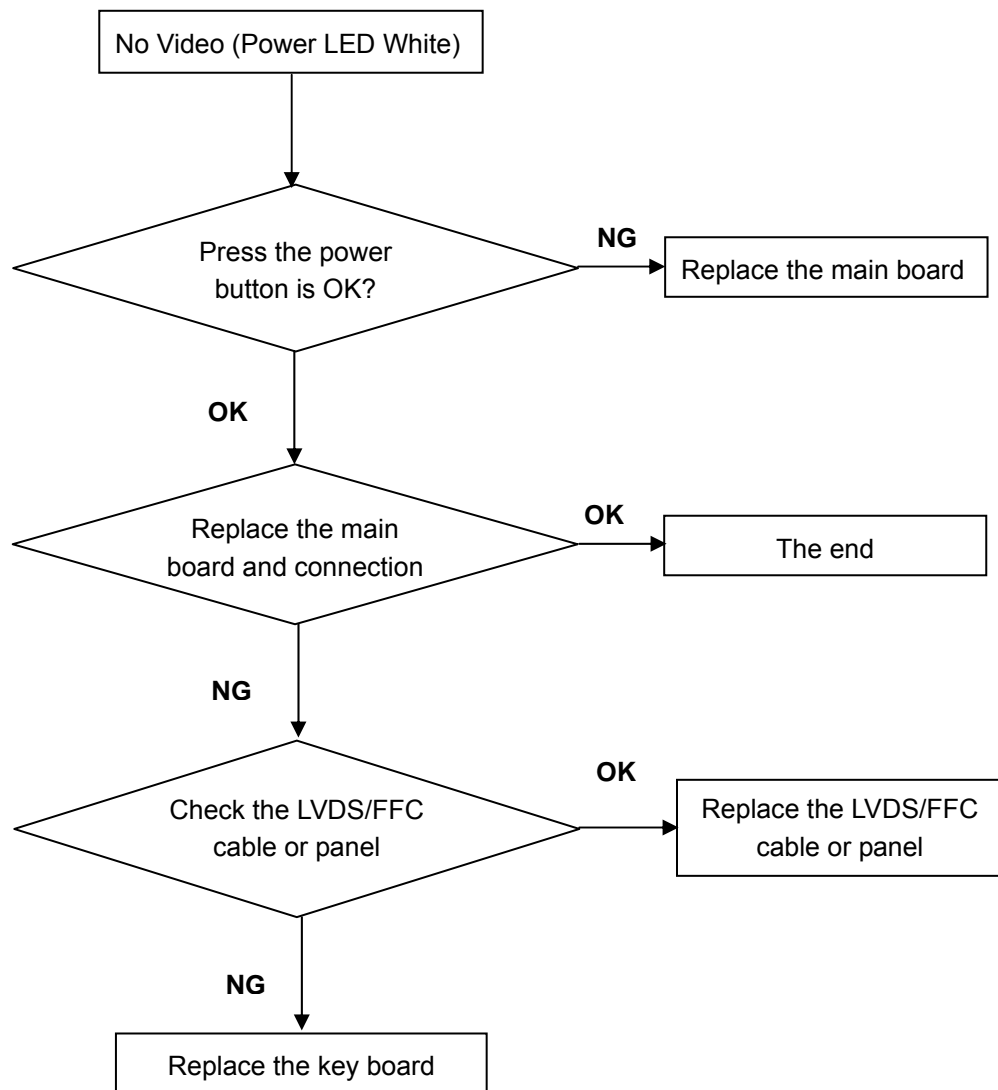 No Video (Power LED White)
Press the power
button is OK?
NG
Replace the main board
OK
Replace the main
board and connection
OK
The end
NG
Check the LVDS/FFC
cable or panel
OK
Replace the LVDS/FFC
cable or panel
NG
Replace the key board